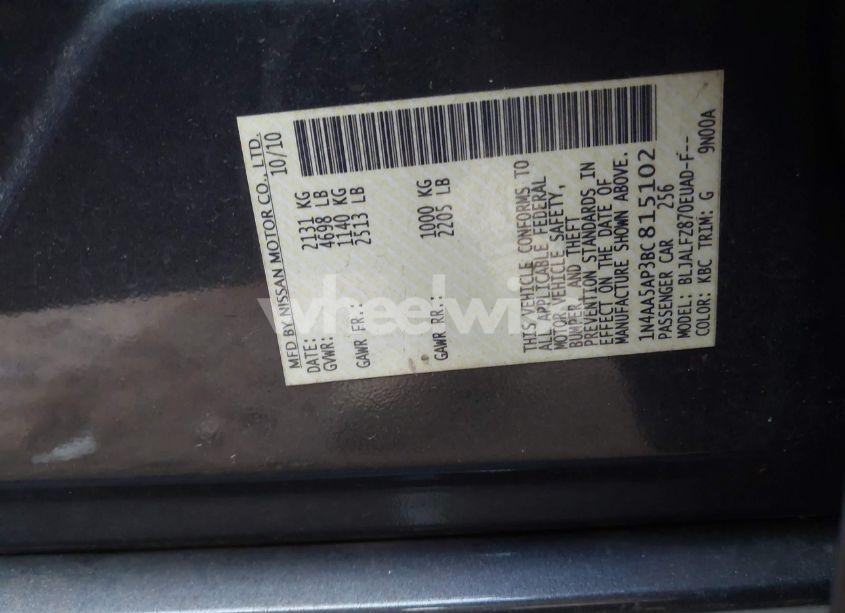 MFD BY NISSAN MOTOR CO., LTD.
DATE: 10/10
GVWR: 2131 KG
4698 LB
GAWR FR.: 1140 KG
2513 LB
GAWR RR.: 1000 KG
2205 LB
THIS VEHICLE CONFORMS TO
ALL APPLICABLE FEDERAL
MOTOR VEHICLE SAFETY,
BUMPER, AND THEFT
PREVENTION STANDARDS IN
EFFECT ON THE DATE OF
MANUFACTURE SHOWN ABOVE.
1N4AA5AP3BC815102
PASSENGER CAR 256
MODEL: BLJALFZ870EUAD-F--
COLOR: KBC TRIM: G 9N00A
wheelwise